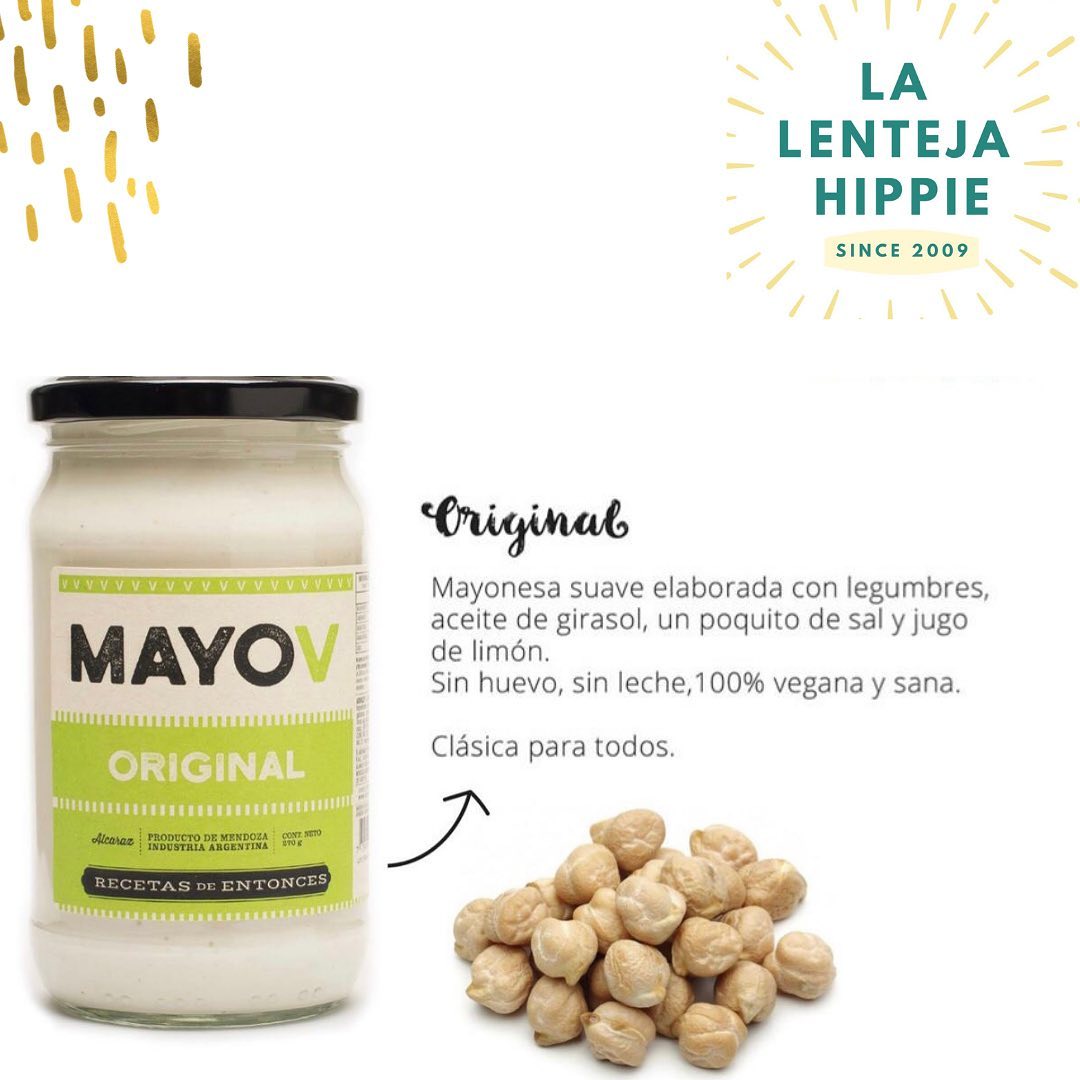 LA
LENTEJA
HIPPIE
SINCE 2009
Original
Mayonesa suave elaborada con legumbres,
aceite de girasol, un poquito de sal y jugo
de limón.
Sin huevo, sin leche,100% vegana y sana.
Clásica para todos.
VVVVVVVVVVVVVVVVVV
MAYOV
ORIGINAL
Alcaraz
PRODUCTO DE MENDOZA
INDUSTRIA ARGENTINA
CONT. NETO
270 g
RECETAS DE ENTONCES